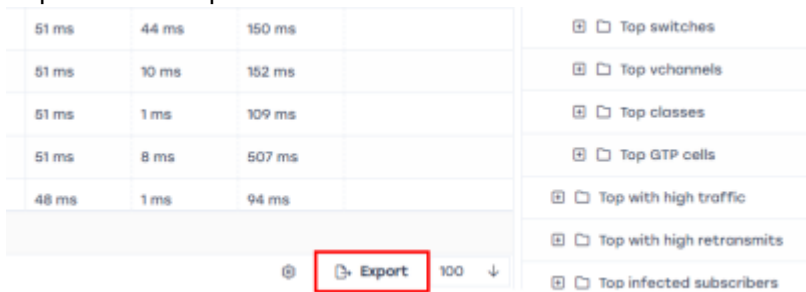 51 ms 44 ms 150 ms
51 ms 10 ms 152 ms
51 ms 1 ms 109 ms
51 ms 8 ms 507 ms
48 ms 1 ms 94 ms
Export 100
Top switches
Top vchannels
Top classes
Top GTP cells
Top with high traffic
Top with high retransmits
Top infected subscribers